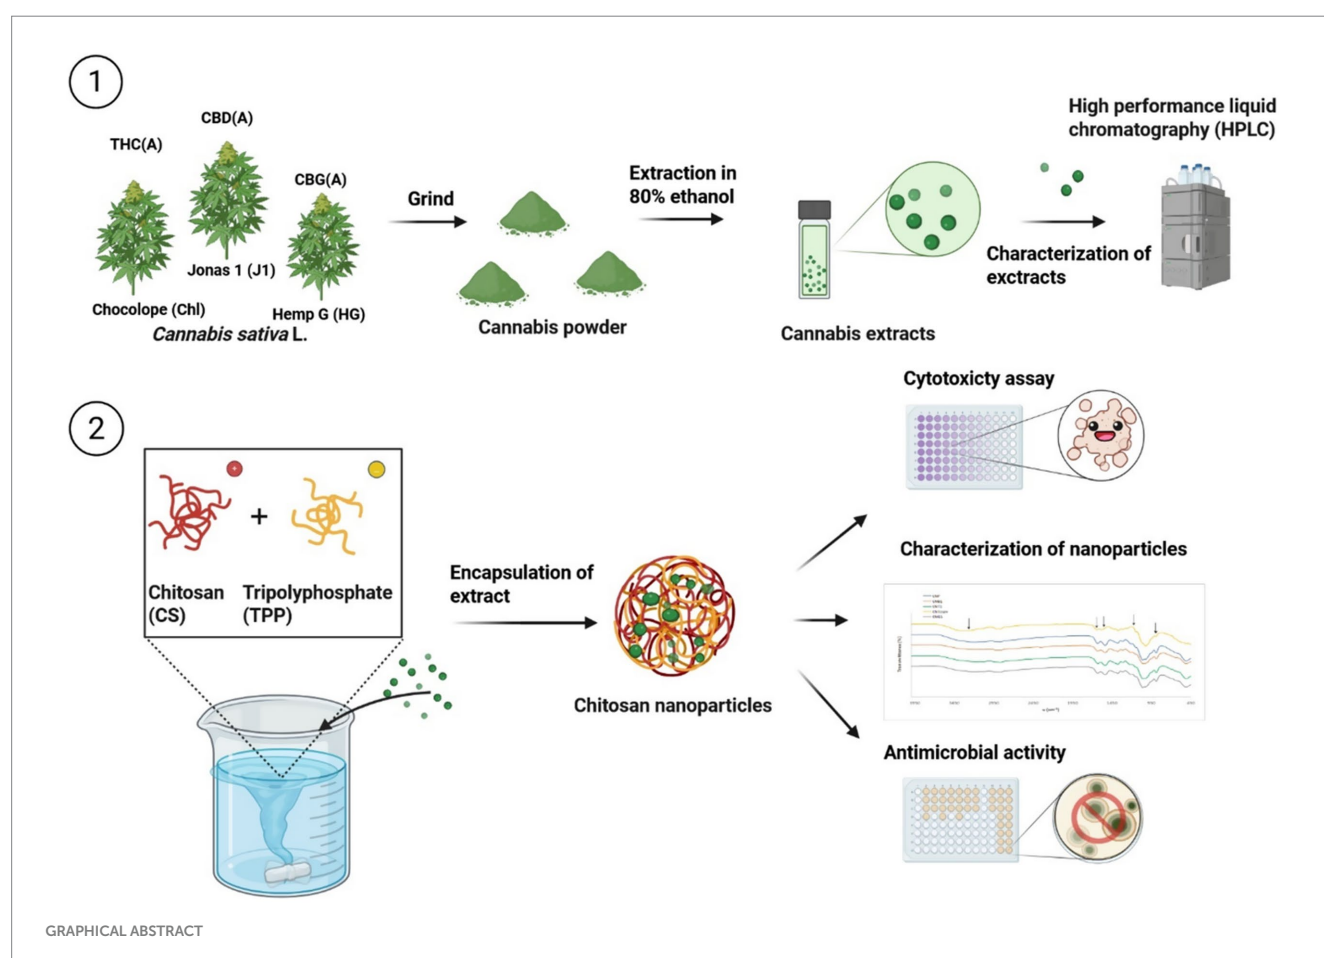 1
THC(A)
CBD(A)
CBG(A)
Chocolope (Chl)
Jonas 1 (J1)
Hemp G (HG)
Cannabis sativa L.
Grind
Cannabis powder
Extraction in
80% ethanol
Cannabis extracts
Characterization of
exctracts
High performance liquid
chromatography (HPLC)
2
+
Chitosan
(CS)
Tripolyphosphate
(TPP)
Encapsulation of
extract
Chitosan nanoparticles
Cytotoxicty assay
Characterization of nanoparticles
Antimicrobial activity
GRAPHICAL ABSTRACT